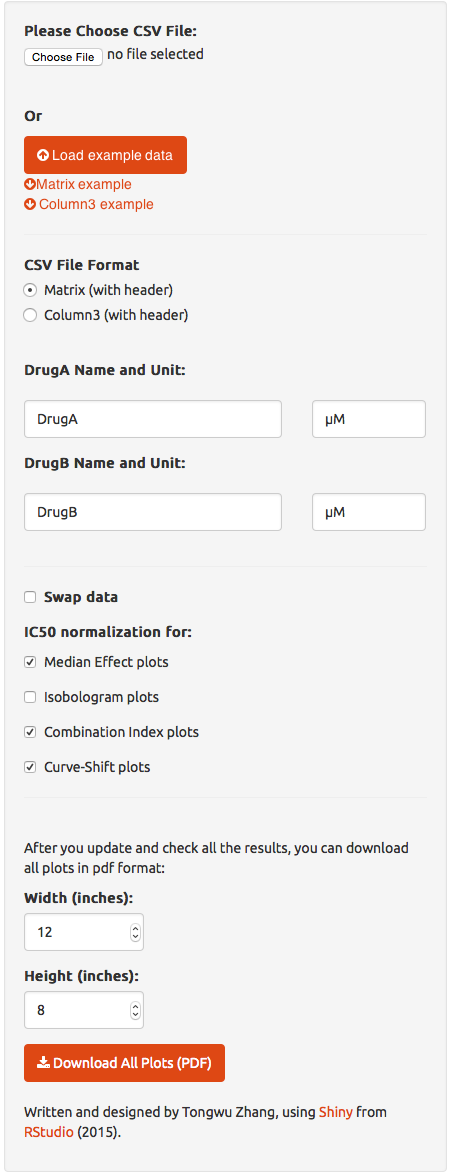 Please Choose CSV File:
Choose File no file selected
Or
Load example data
Matrix example
Column3 example
CSV File Format
Matrix (with header)
Column3 (with header)
DrugA Name and Unit:
DrugA µM
DrugB Name and Unit:
DrugB µM
Swap data
IC50 normalization for:
Median Effect plots
Isobologram plots
Combination Index plots
Curve-Shift plots
After you update and check all the results, you can download
all plots in pdf format:
Width (inches):
12
Height (inches):
8
Download All Plots (PDF)
Written and designed by Tongwu Zhang, using Shiny from
RStudio (2015).